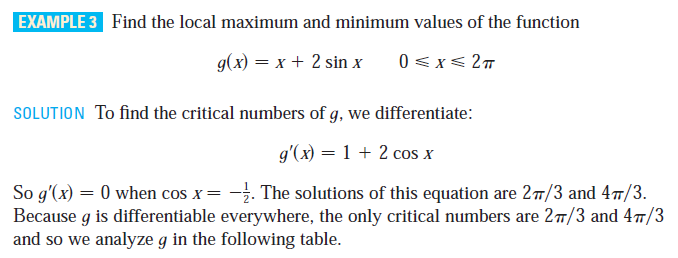 EXAMPLE 3 Find the local maximum and minimum values of the function
g(x) = x + 2 sin x 0 ≤ x ≤ 2π
SOLUTION To find the critical numbers of g, we differentiate:
g′(x) = 1 + 2 cos x
So g′(x) = 0 when cos x = −1/2. The solutions of this equation are 2π/3 and 4π/3.
Because g is differentiable everywhere, the only critical numbers are 2π/3 and 4π/3
and so we analyze g in the following table.